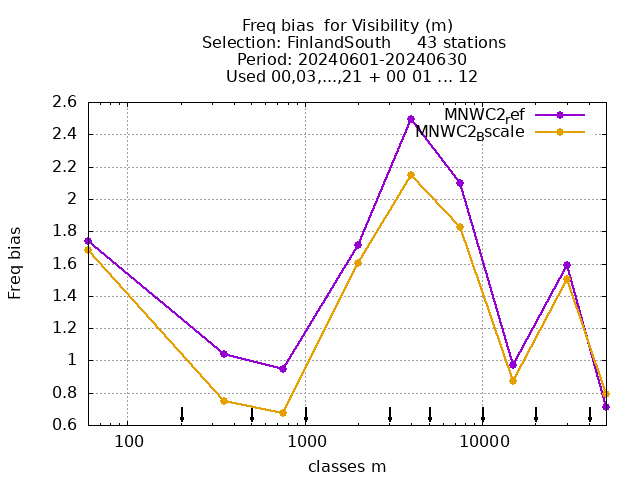 Freq bias  for Visibility (m)
Selection: FinlandSouth     43 stations
Period: 20240601-20240630
Used 00,03,...,21 + 00 01 ... 12
MNWC2ref
MNWC2Bscale
2.6
2.4
2.2
2
1.8
1.6
1.4
1.2
1
0.8
0.6
Freq bias
100
1000
10000
classes m